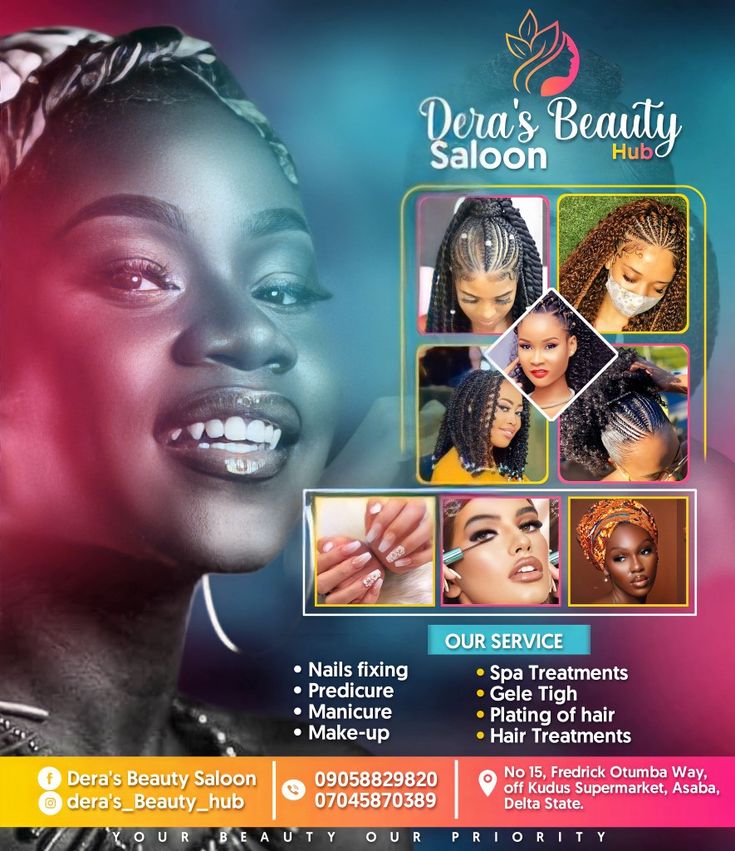 Dera's Beauty
Saloon
Hub
OUR SERVICE
• Nails fixing
• Predicure
• Manicure
• Make-up
• Spa Treatments
• Gele Tigh
• Plating of hair
• Hair Treatments
Dera's Beauty Saloon
dera's_Beauty_hub
09058829820
07045870389
No 15, Fredrick Otumba Way,
off Kudus Supermarket, Asaba,
Delta State.
YOUR BEAUTY OUR PRIORITY